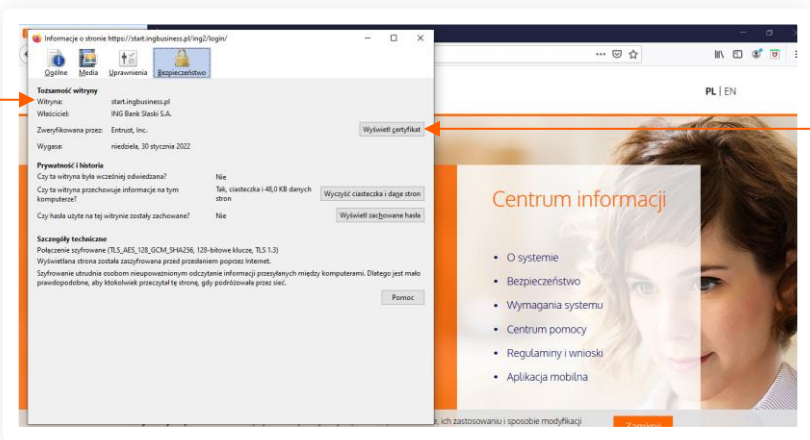 Informacje o stronie https://start.ingbusiness.pl/ing2/login/
Ogólne Media Uprawnienia Bezpieczeństwo
Tożsamość witryny
Witryna: start.ingbusiness.pl
Właściciel: ING Bank Slaski S.A.
Zweryfikowana przez: Entrust, Inc.
Wyświetl certyfikat
Wygasa: niedziela, 30 stycznia 2022
Prywatność i historia
Czy ta witryna była wcześniej odwiedzana? Nie
Czy ta witryna przechowuje informacje na tym komputerze? Tak, ciasteczka i 48,0 KB danych stron
Wyczyść ciasteczka i dane stron
Czy hasła użyte na tej witrynie zostały zachowane? Nie
Wyświetl zachowane hasła
Szczegóły techniczne
Połączenie szyfrowane (TLS_AES_128_GCM_SHA256, 128-bitowe klucze, TLS 1.3)
Wyświetlana strona została zaszyfrowana przed przesłaniem poprzez Internet.
Szyfrowanie utrudnia osobom nieupoważnionym odczytanie informacji przesyłanych między komputerami. Dlatego jest mało
prawdopodobne, aby ktokolwiek przeczytał tę stronę, gdy podróżowała przez sieć.
Pomoc
PL | EN
Centrum informacji
• O systemie
• Bezpieczeństwo
• Wymagania systemu
• Centrum pomocy
• Regulaminy i wnioski
• Aplikacja mobilna
ich zastosowaniu i sposobie modyfikacji
Zamknij